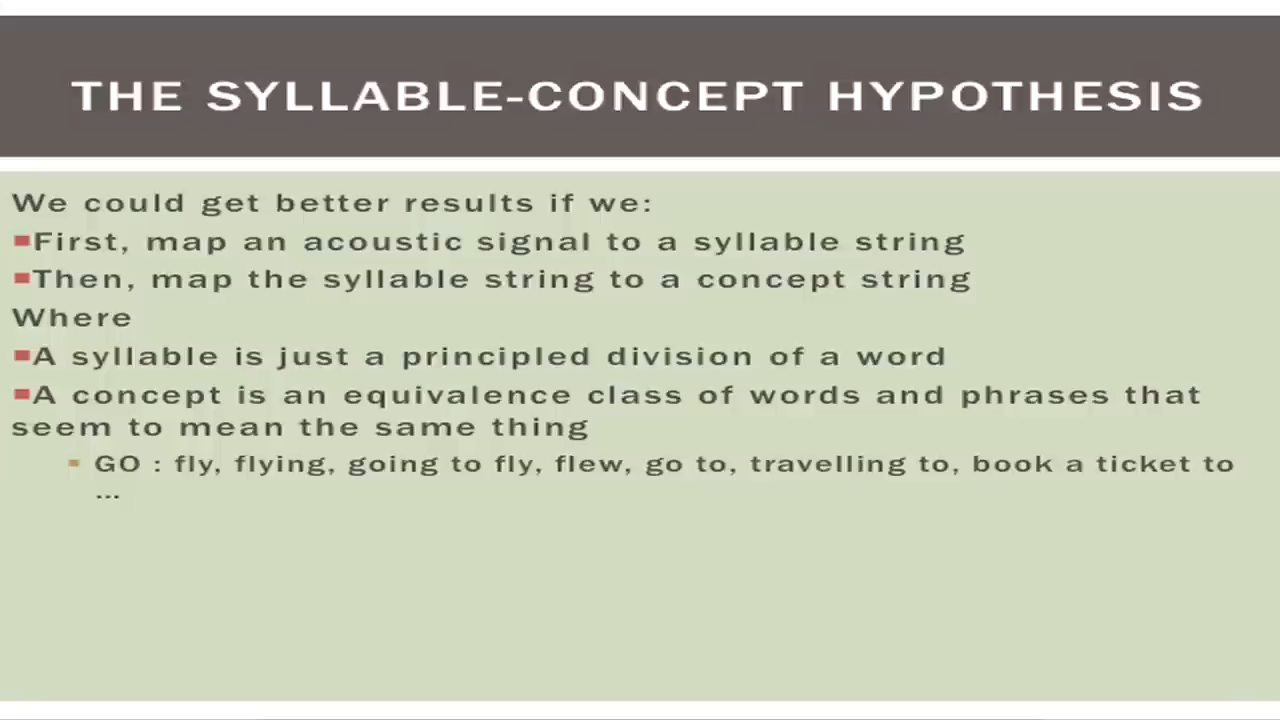 THE SYLLABLE-CONCEPT HYPOTHESIS
We could get better results if we:
First, map an acoustic signal to a syllable string
Then, map the syllable string to a concept string
Where
A syllable is just a principled division of a word
A concept is an equivalence class of words and phrases that
seem to mean the same thing
GO : fly, flying, going to fly, flew, go to, travelling to, book a ticket to
...